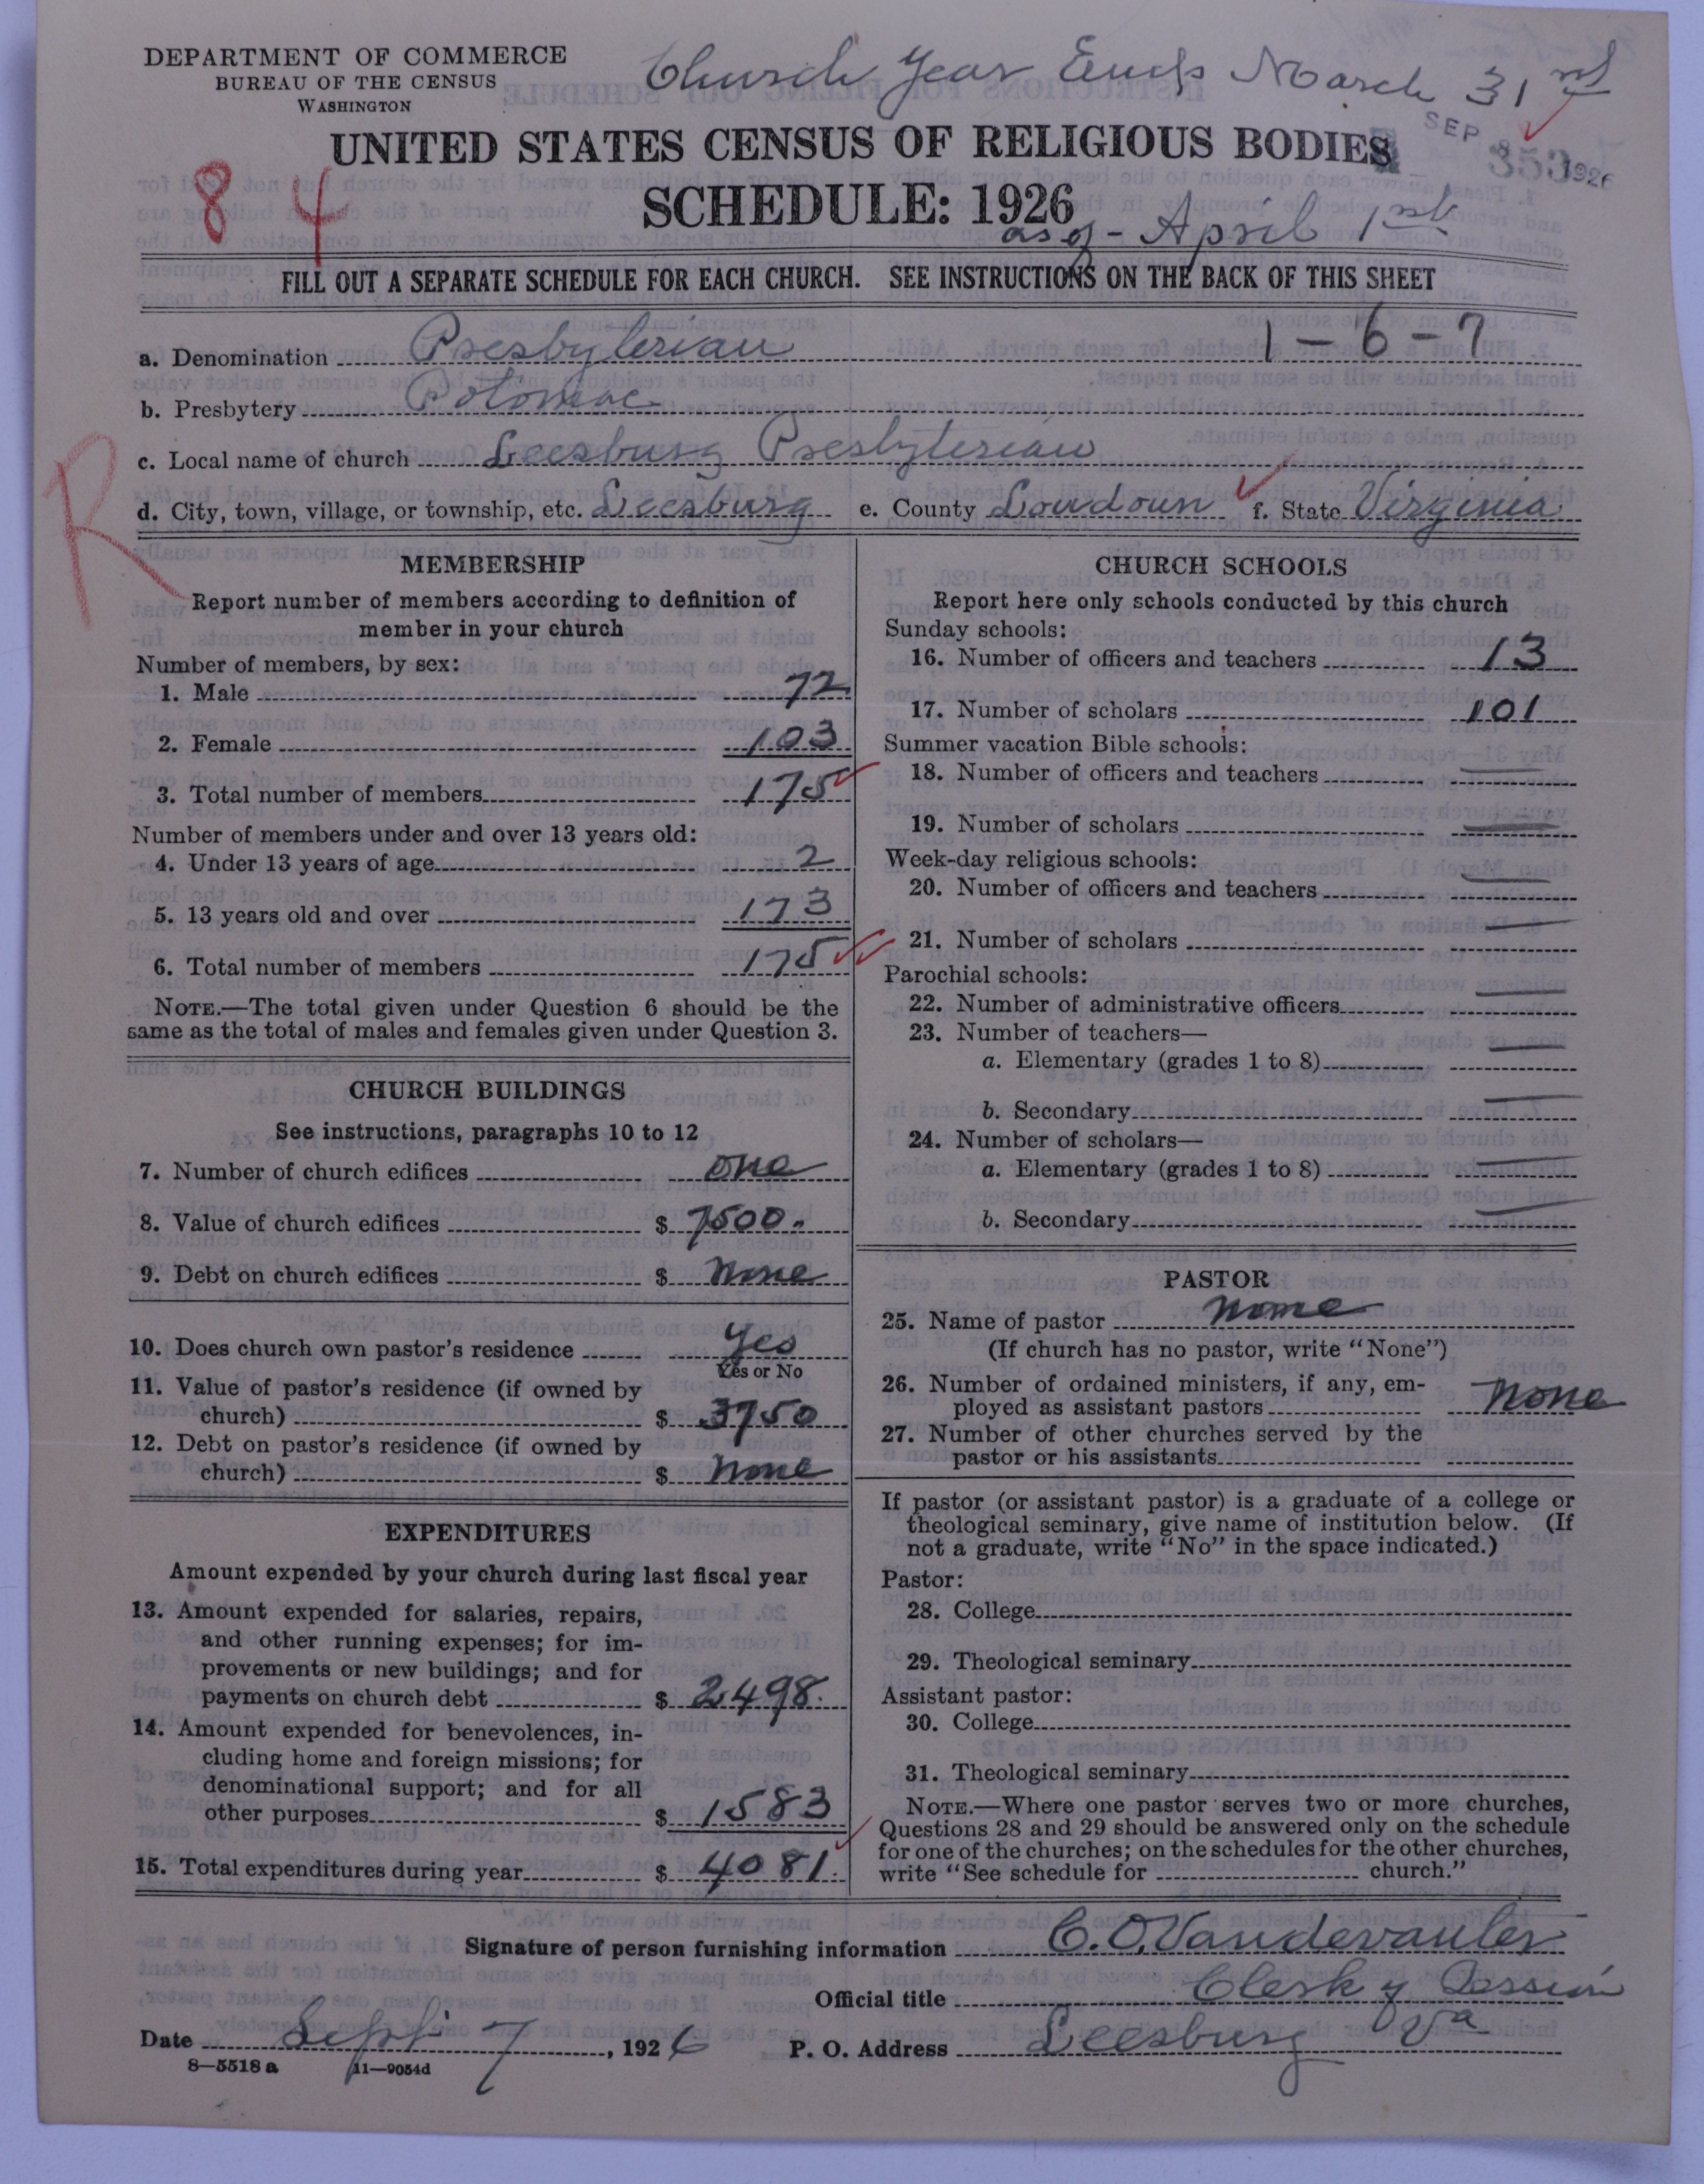 DEPARTMENT OF COMMERCE
BUREAU OF THE CENSUS
WASHINGTON
Church Year Ends March 31st
UNITED STATES CENSUS OF RELIGIOUS BODIES
SEP 8 1926
353
8 4
SCHEDULE: 1926
as of - April 1st
FILL OUT A SEPARATE SCHEDULE FOR EACH CHURCH. SEE INSTRUCTIONS ON THE BACK OF THIS SHEET
a. Denomination Presbyterian 1-6-7
b. Presbytery Potomac
R
c. Local name of church Leesburg Presbyterian
d. City, town, village, or township, etc. Leesburg e. County Loudoun f. State Virginia
MEMBERSHIP
Report number of members according to definition of
member in your church
Number of members, by sex:
1. Male 72
2. Female 103
3. Total number of members 175
Number of members under and over 13 years old:
4. Under 13 years of age 2
5. 13 years old and over 173
6. Total number of members 175
NOTE.—The total given under Question 6 should be the
same as the total of males and females given under Question 3.
CHURCH BUILDINGS
See instructions, paragraphs 10 to 12
7. Number of church edifices one
8. Value of church edifices $ 7500.
9. Debt on church edifices $ none
10. Does church own pastor's residence Yes
Yes or No
11. Value of pastor's residence (if owned by
church) $ 3750
12. Debt on pastor's residence (if owned by
church) $ none
EXPENDITURES
Amount expended by your church during last fiscal year
13. Amount expended for salaries, repairs,
and other running expenses; for im-
provements or new buildings; and for
payments on church debt $ 2498.
14. Amount expended for benevolences, in-
cluding home and foreign missions; for
denominational support; and for all
other purposes $ 1583
15. Total expenditures during year $ 4081.
CHURCH SCHOOLS
Report here only schools conducted by this church
Sunday schools:
16. Number of officers and teachers 13
17. Number of scholars 101
Summer vacation Bible schools:
18. Number of officers and teachers —
19. Number of scholars —
Week-day religious schools:
20. Number of officers and teachers —
21. Number of scholars —
Parochial schools:
22. Number of administrative officers —
23. Number of teachers—
a. Elementary (grades 1 to 8) —
b. Secondary —
24. Number of scholars—
a. Elementary (grades 1 to 8) —
b. Secondary —
PASTOR
25. Name of pastor none
(If church has no pastor, write "None")
26. Number of ordained ministers, if any, em-
ployed as assistant pastors none
27. Number of other churches served by the
pastor or his assistants
If pastor (or assistant pastor) is a graduate of a college or
theological seminary, give name of institution below. (If
not a graduate, write "No" in the space indicated.)
Pastor:
28. College
29. Theological seminary
Assistant pastor:
30. College
31. Theological seminary
NOTE.—Where one pastor serves two or more churches,
Questions 28 and 29 should be answered only on the schedule
for one of the churches; on the schedules for the other churches,
write "See schedule for church."
Signature of person furnishing information C.O. Vandevanter
Official title Clerk of Session
Date Sept 7, 1926 P. O. Address Leesburg Va
8—5518 a 11—9054d